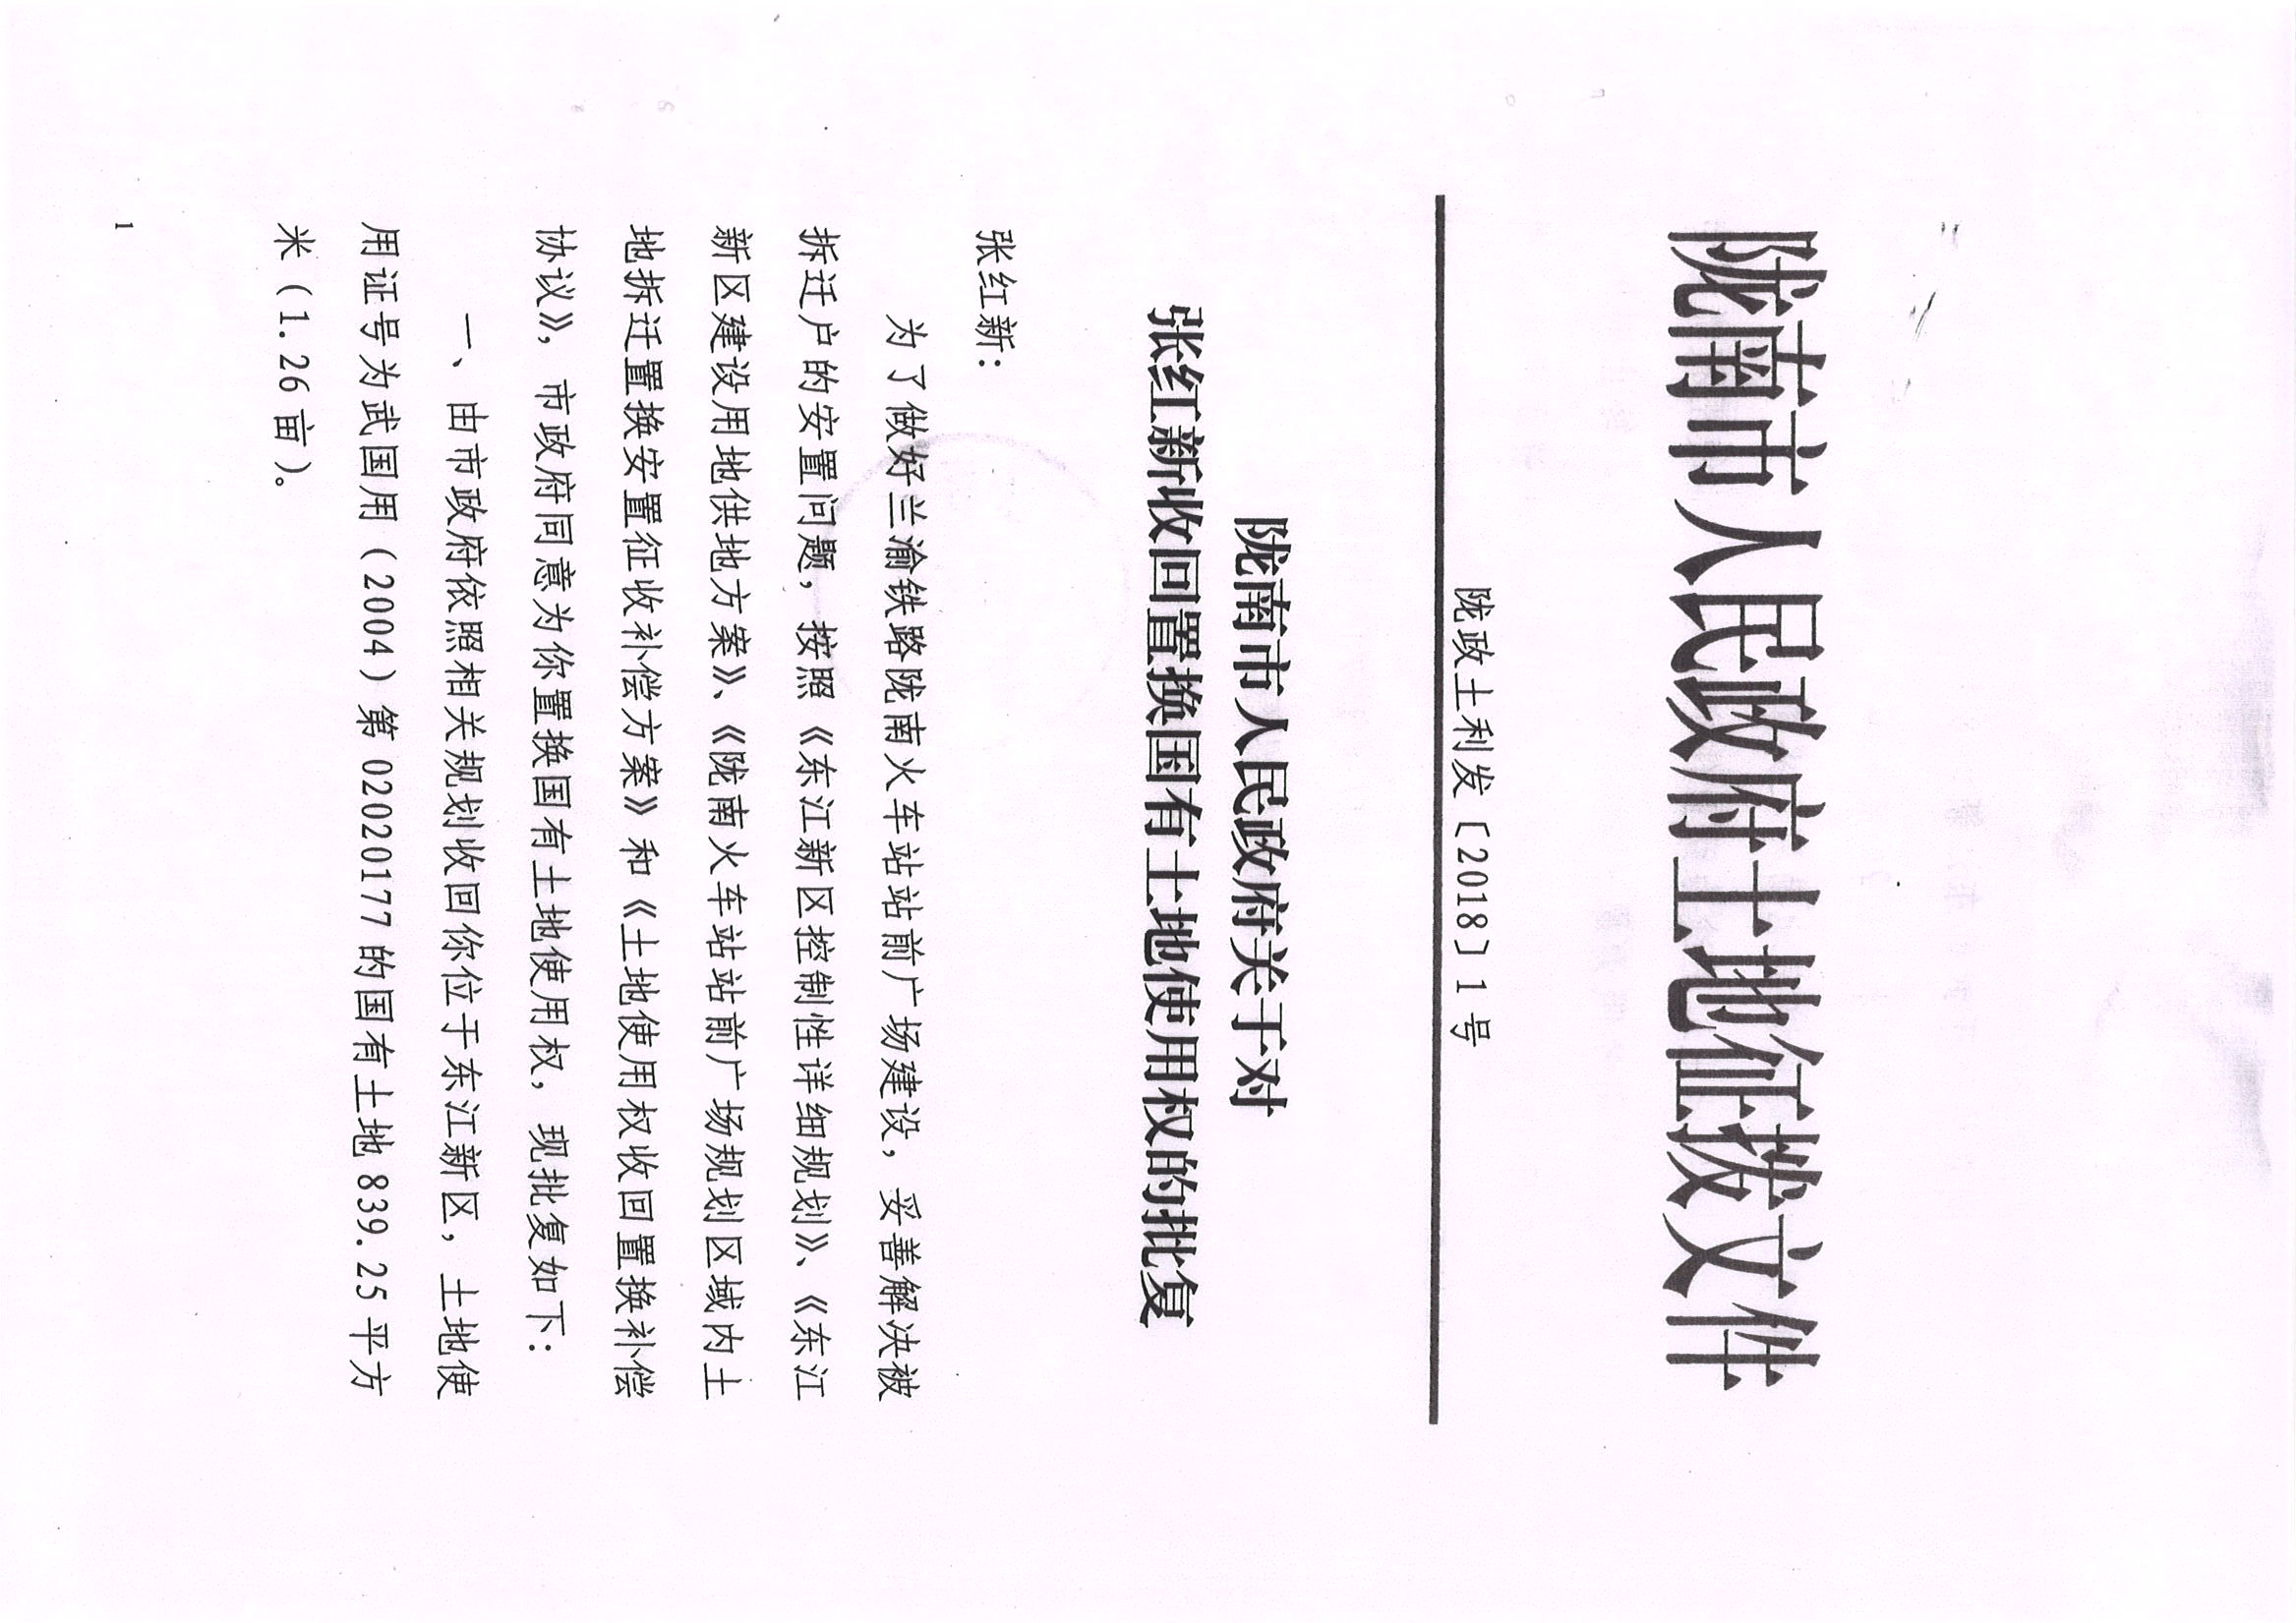 陇南市人民政府土地征拨文件
陇政土利发〔2018〕1号
陇南市人民政府关于对
张红新收回置换国有土地使用权的批复
张红新：
为了做好兰渝铁路陇南火车站站前广场建设，妥善解决被
拆迁户的安置问题，按照《东江新区控制性详细规划》、《东江
新区建设用地供地方案》、《陇南火车站站前广场规划区域内土
地拆迁置换安置征收补偿方案》和《土地使用权收回置换补偿
协议》，市政府同意为你置换国有土地使用权，现批复如下：
一、由市政府依照相关规划收回你位于东江新区，土地使
用证号为武国用（2004）第02020177的国有土地839.25平方
米（1.26亩）。
1